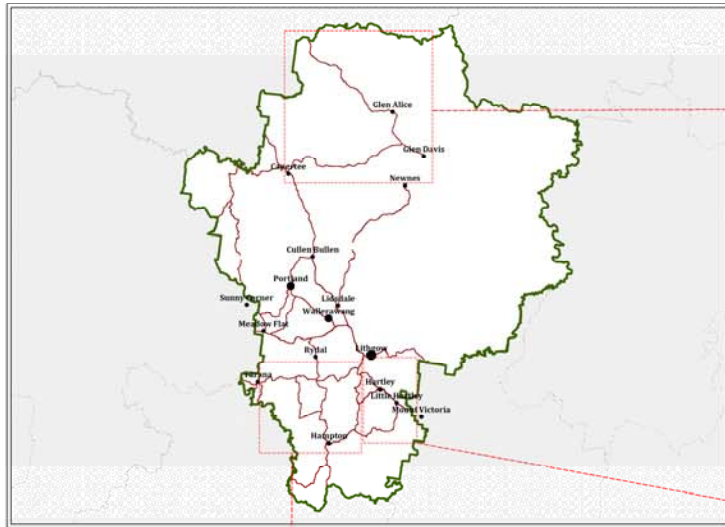 Glen Alice
Glen Davis
Capertee
Newnes
Cullen Bullen
Portland
Sunny Corner
Lidsdale
Wallerawang
Meadow Flat
Rydal
Lithgow
Tarana
Hartley
Little Hartley
Mount Victoria
Hampton